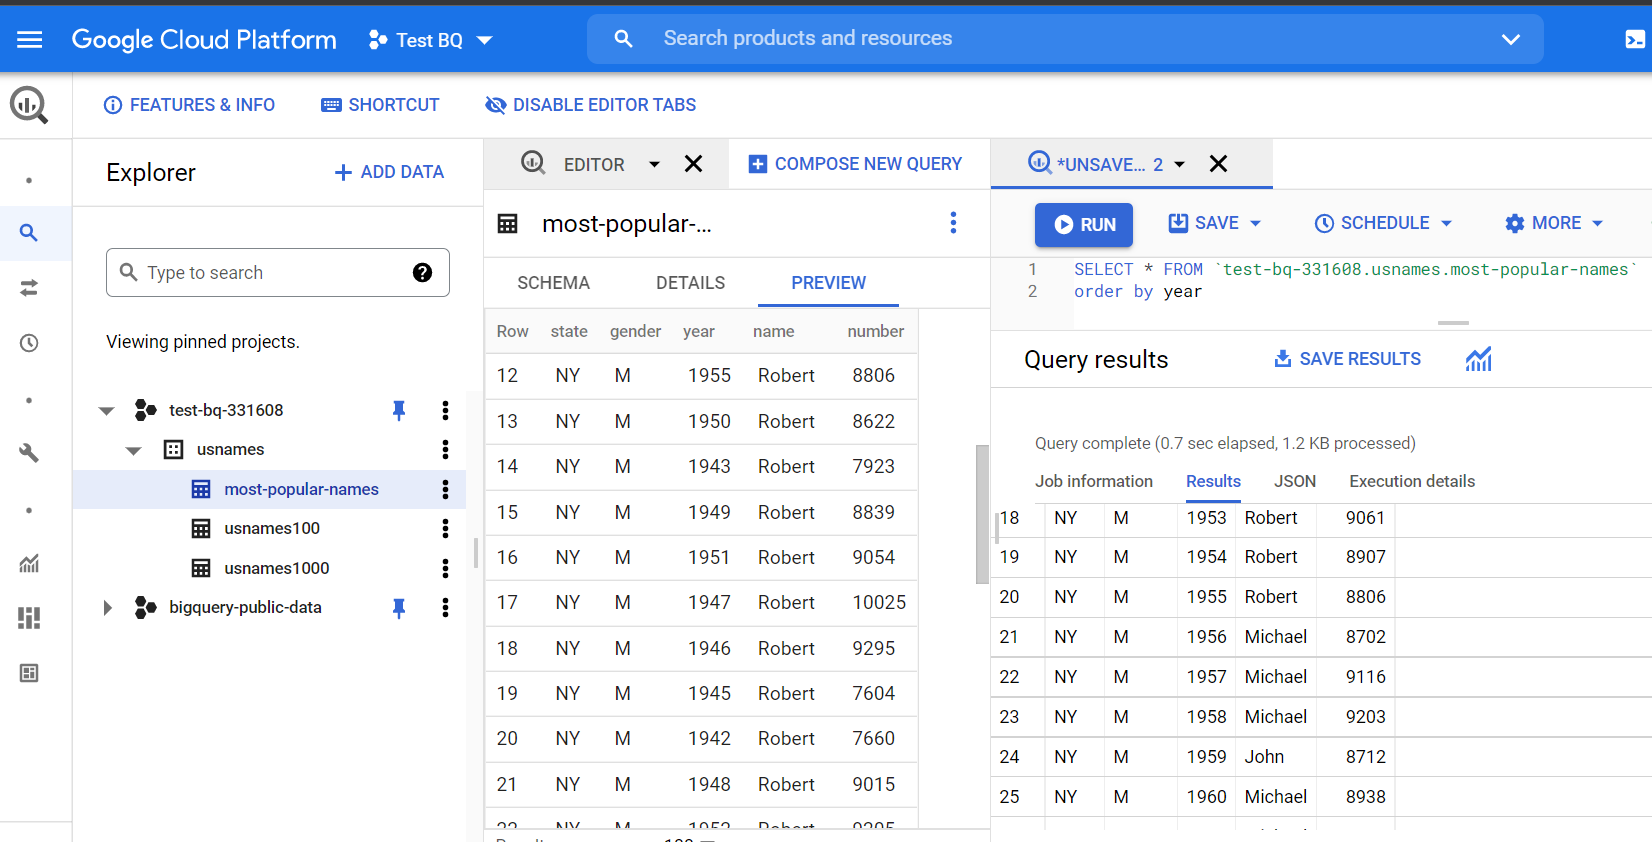 Google Cloud Platform Test BQ Search products and resources
FEATURES & INFO SHORTCUT DISABLE EDITOR TABS
Explorer ADD DATA
Type to search
Viewing pinned projects.
test-bq-331608
usnames
most-popular-names
usnames100
usnames1000
bigquery-public-data
EDITOR COMPOSE NEW QUERY
most-popular-...
SCHEMA DETAILS PREVIEW
Row state gender year name number
12 NY M 1955 Robert 8806
13 NY M 1950 Robert 8622
14 NY M 1943 Robert 7923
15 NY M 1949 Robert 8839
16 NY M 1951 Robert 9054
17 NY M 1947 Robert 10025
18 NY M 1946 Robert 9295
19 NY M 1945 Robert 7604
20 NY M 1942 Robert 7660
21 NY M 1948 Robert 9015
*UNSAVE... 2
RUN SAVE SCHEDULE MORE
1 SELECT * FROM `test-bq-331608.usnames.most-popular-names`
2 order by year
Query results SAVE RESULTS
Query complete (0.7 sec elapsed, 1.2 KB processed)
Job information Results JSON Execution details
18 NY M 1953 Robert 9061
19 NY M 1954 Robert 8907
20 NY M 1955 Robert 8806
21 NY M 1956 Michael 8702
22 NY M 1957 Michael 9116
23 NY M 1958 Michael 9203
24 NY M 1959 John 8712
25 NY M 1960 Michael 8938